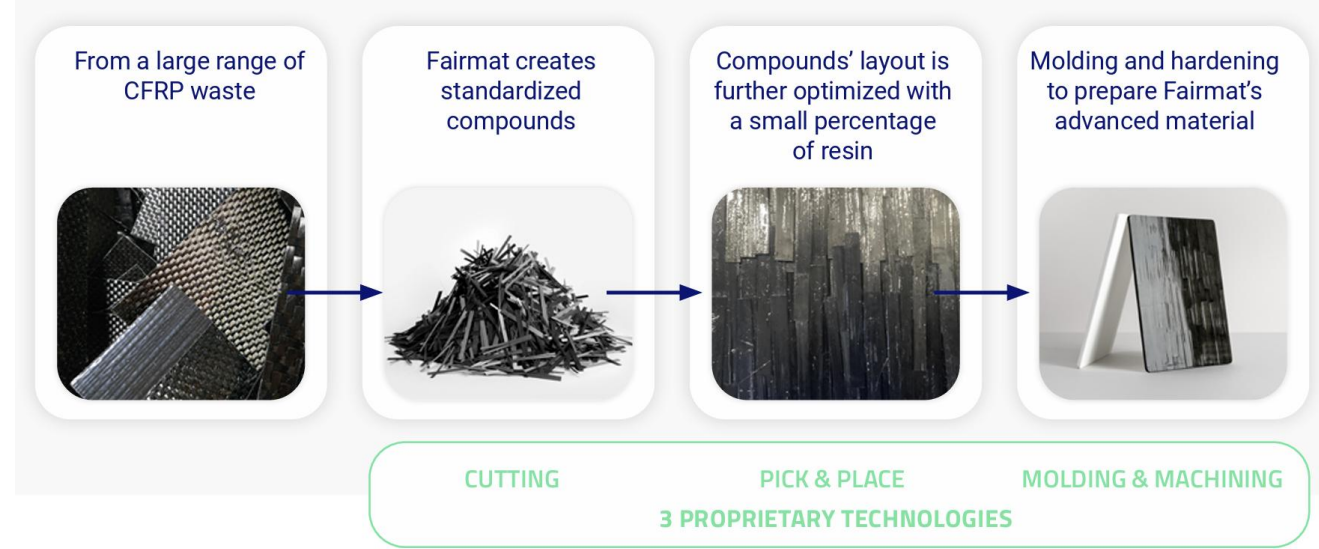 From a large range of
CFRP waste
Fairmat creates
standardized
compounds
Compounds’ layout is
further optimized with
a small percentage
of resin
Molding and hardening
to prepare Fairmat’s
advanced material
CUTTING
PICK & PLACE
MOLDING & MACHINING
3 PROPRIETARY TECHNOLOGIES